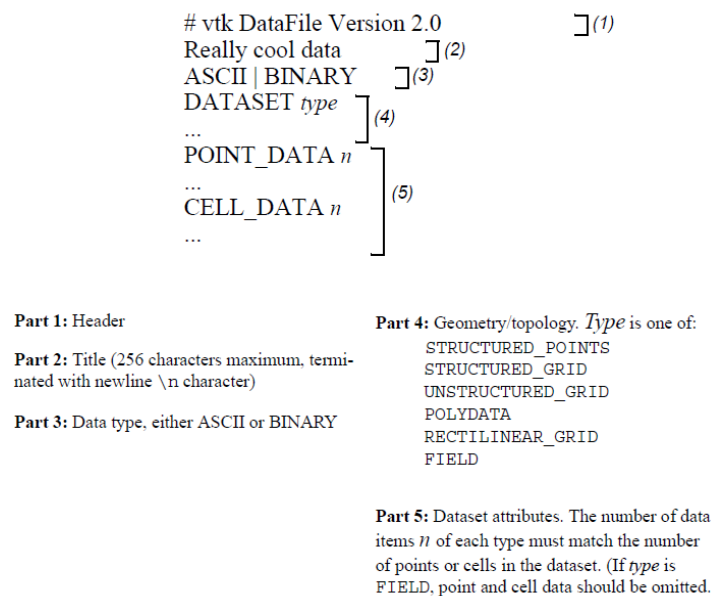 # vtk DataFile Version 2.0 (1)
Really cool data (2)
ASCII | BINARY (3)
DATASET type
(4)
...
POINT_DATA n
...
(5)
CELL_DATA n
...
Part 1: Header
Part 2: Title (256 characters maximum, termi-
nated with newline \n character)
Part 3: Data type, either ASCII or BINARY
Part 4: Geometry/topology. Type is one of:
STRUCTURED_POINTS
STRUCTURED_GRID
UNSTRUCTURED_GRID
POLYDATA
RECTILINEAR_GRID
FIELD
Part 5: Dataset attributes. The number of data
items n of each type must match the number
of points or cells in the dataset. (If type is
FIELD, point and cell data should be omitted.